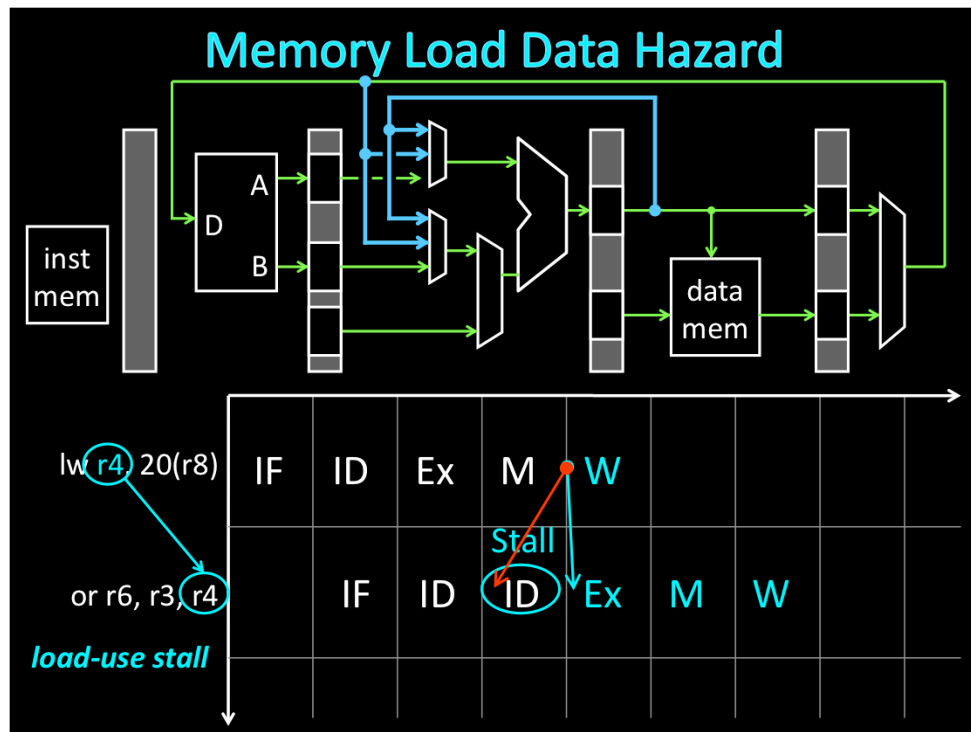 Memory Load Data Hazard
A
D
B
inst
mem
data
mem
lw r4, 20(r8)
IF ID Ex M W
Stall
or r6, r3, r4
IF ID ID Ex M W
load-use stall